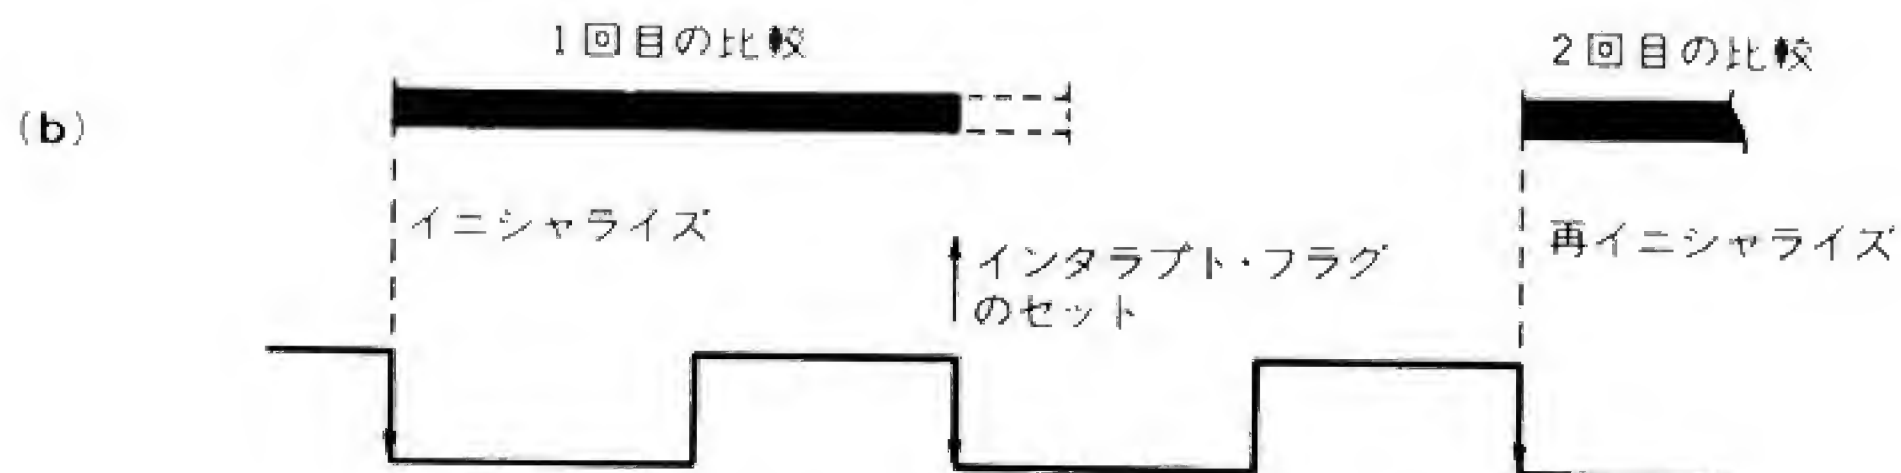 1回目の比較
2回目の比較
(b)
イニシャライズ
再イニシャライズ
インタラプト・フラグ
のセット